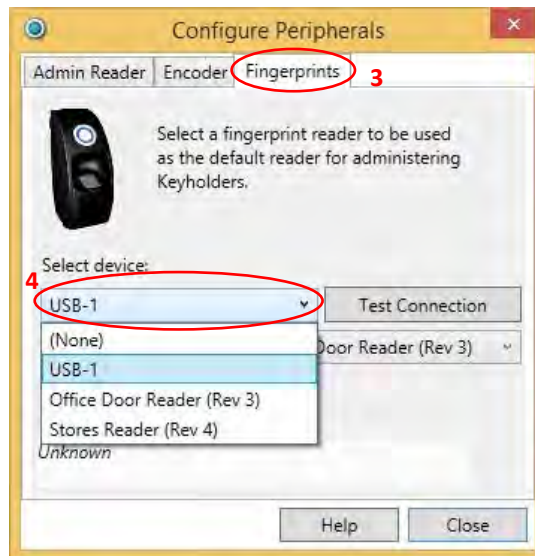 Configure Peripherals
Admin Reader Encoder Fingerprints 3
Select a fingerprint reader to be used
as the default reader for administering
Keyholders.
Select device:
4
USB-1 Test Connection
(None)
Door Reader (Rev 3)
USB-1
Office Door Reader (Rev 3)
Stores Reader (Rev 4)
Unknown
Help Close